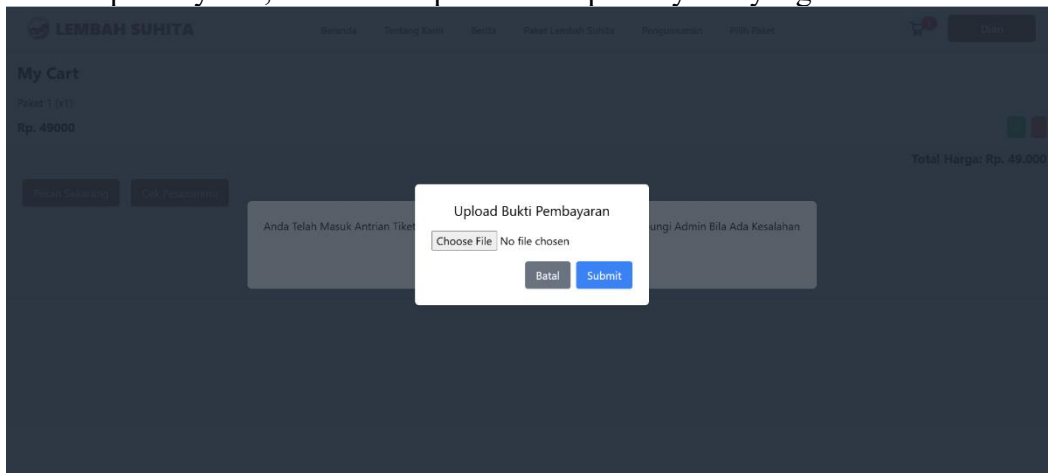 LEMBAH SUHITA
Beranda Tentang Kami Berita Paket Lembah Suhita Pengumuman Pilih Paket
My Cart
Paket 1 (x1)
Rp. 49000
Total Harga: Rp. 49.000
Pesan Sekarang Cek Pesananmu
Upload Bukti Pembayaran
Anda Telah Masuk Antrian Tiket
ungi Admin Bila Ada Kesalahan
Choose File No file chosen
Batal Submit